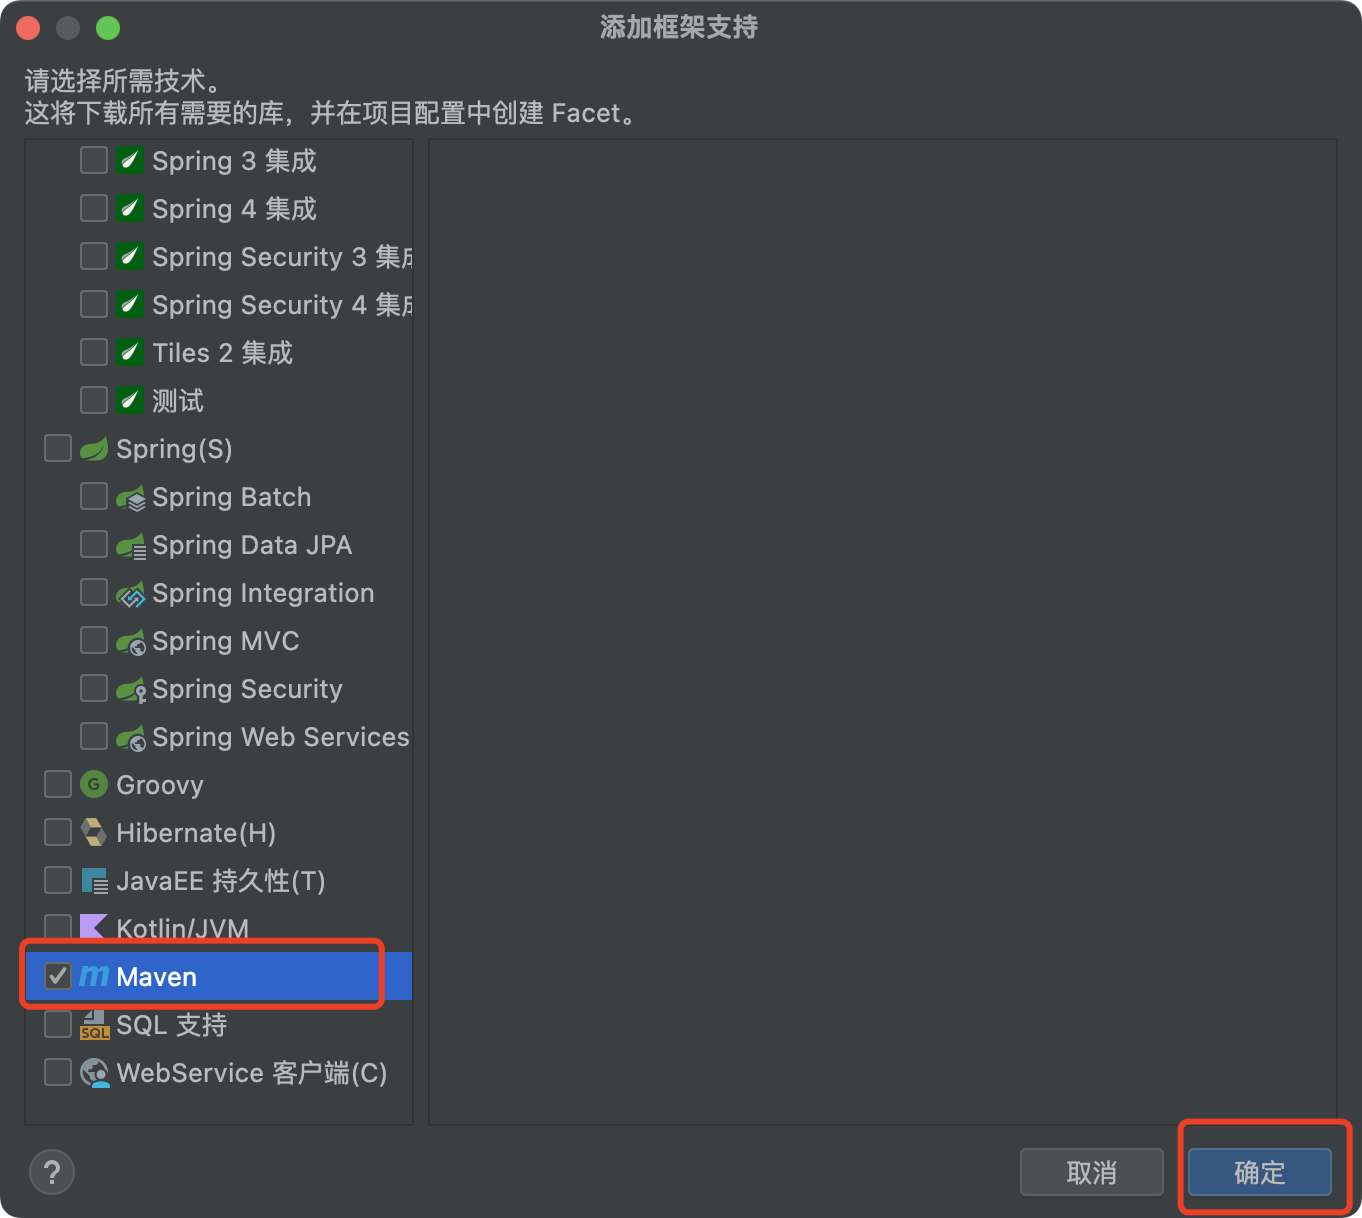 添加框架支持
请选择所需技术。
这将下载所有需要的库，并在项目配置中创建 Facet。
Spring 3 集成
Spring 4 集成
Spring Security 3 集成
Spring Security 4 集成
Tiles 2 集成
测试
Spring(S)
Spring Batch
Spring Data JPA
Spring Integration
Spring MVC
Spring Security
Spring Web Services
G Groovy
Hibernate(H)
JavaEE 持久性(T)
Kotlin/JVM
m Maven
SQL SQL 支持
WebService 客户端(C)
? 取消 确定